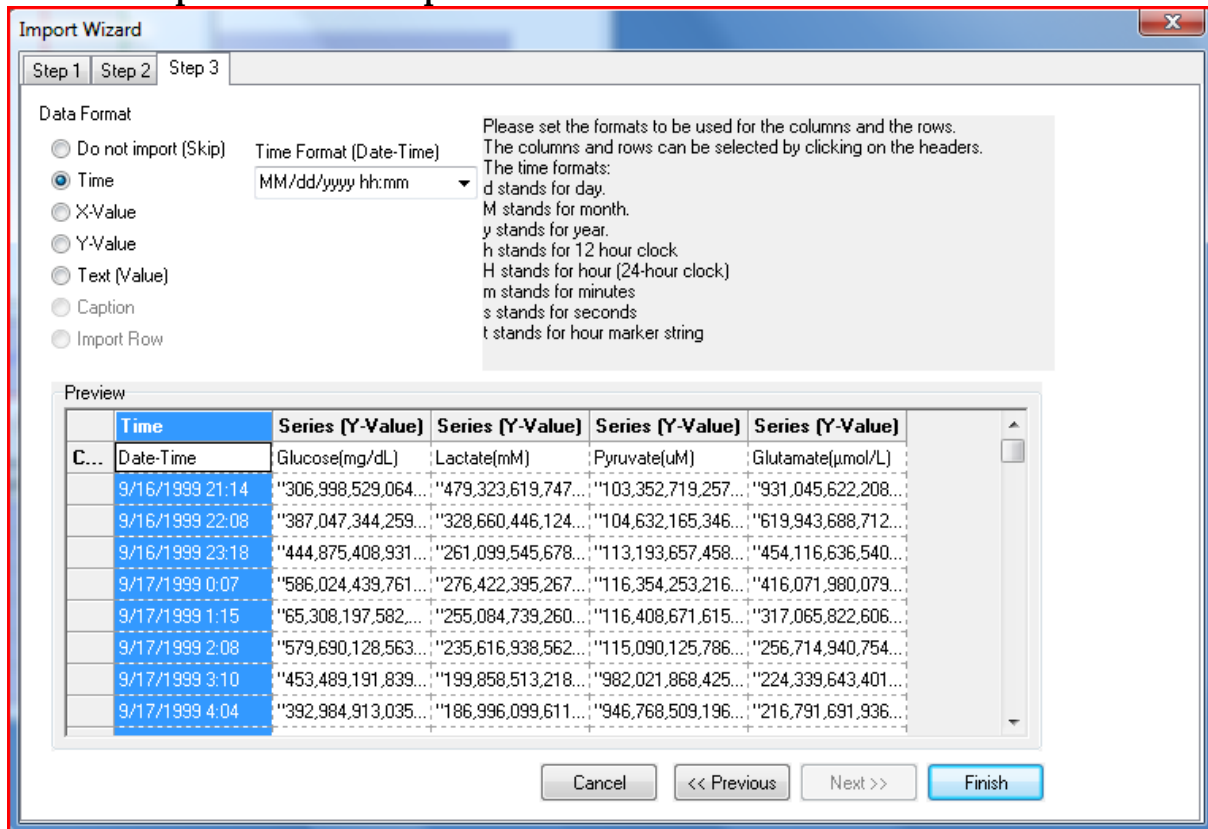 Import Wizard
X
Step 1 Step 2 Step 3
Data Format
Do not import (Skip)
Time
X-Value
Y-Value
Text (Value)
Caption
Import Row
Time Format (Date-Time)
MM/dd/yyyy hh:mm
Please set the formats to be used for the columns and the rows.
The columns and rows can be selected by clicking on the headers.
The time formats:
d stands for day.
M stands for month.
y stands for year.
h stands for 12 hour clock
H stands for hour (24-hour clock)
m stands for minutes
s stands for seconds
t stands for hour marker string
Preview
Time Series (Y-Value) Series (Y-Value) Series (Y-Value) Series (Y-Value)
C... Date-Time Glucose(mg/dL) Lactate(mM) Pyruvate(uM) Glutamate(µmol/L)
9/16/1999 21:14 "306,998,529,064... "479,323,619,747... "103,352,719,257... "931,045,622,208...
9/16/1999 22:08 "387,047,344,259... "328,660,446,124... "104,632,165,346... "619,943,688,712...
9/16/1999 23:18 "444,875,408,931... "261,099,545,678... "113,193,657,458... "454,116,636,540...
9/17/1999 0:07 "586,024,439,761... "276,422,395,267... "116,354,253,216... "416,071,980,079...
9/17/1999 1:15 "65,308,197,582,... "255,084,739,260... "116,408,671,615... "317,065,822,606...
9/17/1999 2:08 "579,690,128,563... "235,616,938,562... "115,090,125,786... "256,714,940,754...
9/17/1999 3:10 "453,489,191,839... "199,858,513,218... "982,021,868,425... "224,339,643,401...
9/17/1999 4:04 "392,984,913,035... "186,996,099,611... "946,768,509,196... "216,791,691,936...
Cancel << Previous Next >> Finish